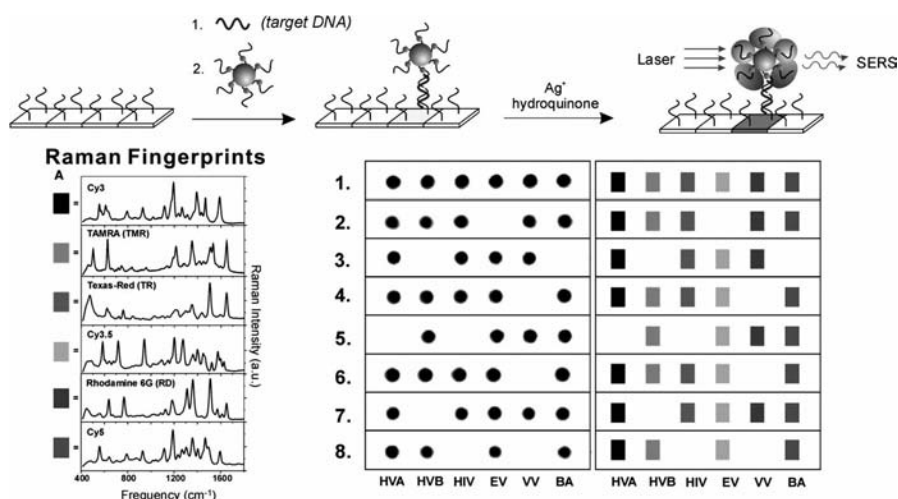 1. (target DNA)
2.
Laser
SERS
Ag⁺
hydroquinone
Raman Fingerprints
A
Cy3
=
TAMRA (TMR)
=
Texas-Red (TR)
=
Cy3.5
=
Rhodamine 6G (RD)
=
Cy5
=
Raman Intensity (a.u.)
400 800 1200 1600
Frequency (cm⁻¹)
1.
2.
3.
4.
5.
6.
7.
8.
HVA HVB HIV EV VV BA
HVA HVB HIV EV VV BA